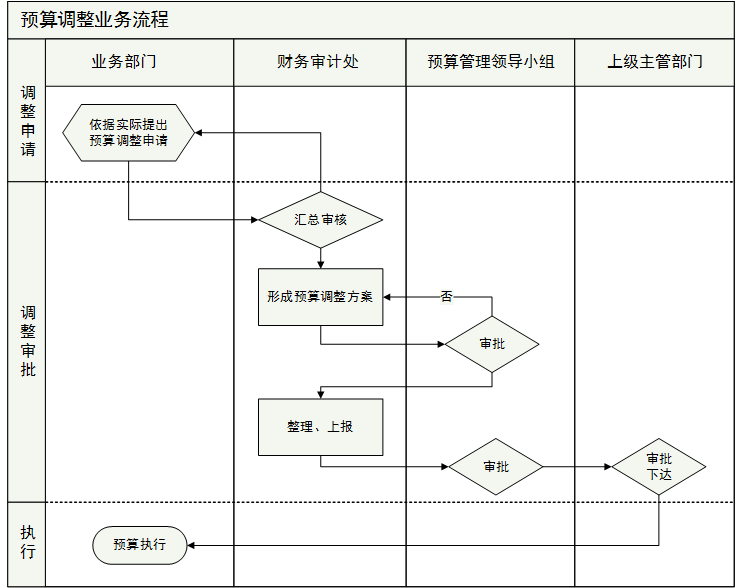 预算调整业务流程
业务部门
财务审计处
预算管理领导小组
上级主管部门
调
整
申
请
依据实际提出
预算调整申请
调
整
审
批
汇总审核
形成预算调整方案
否
审批
整理、上报
审批
审批
下达
执
行
预算执行